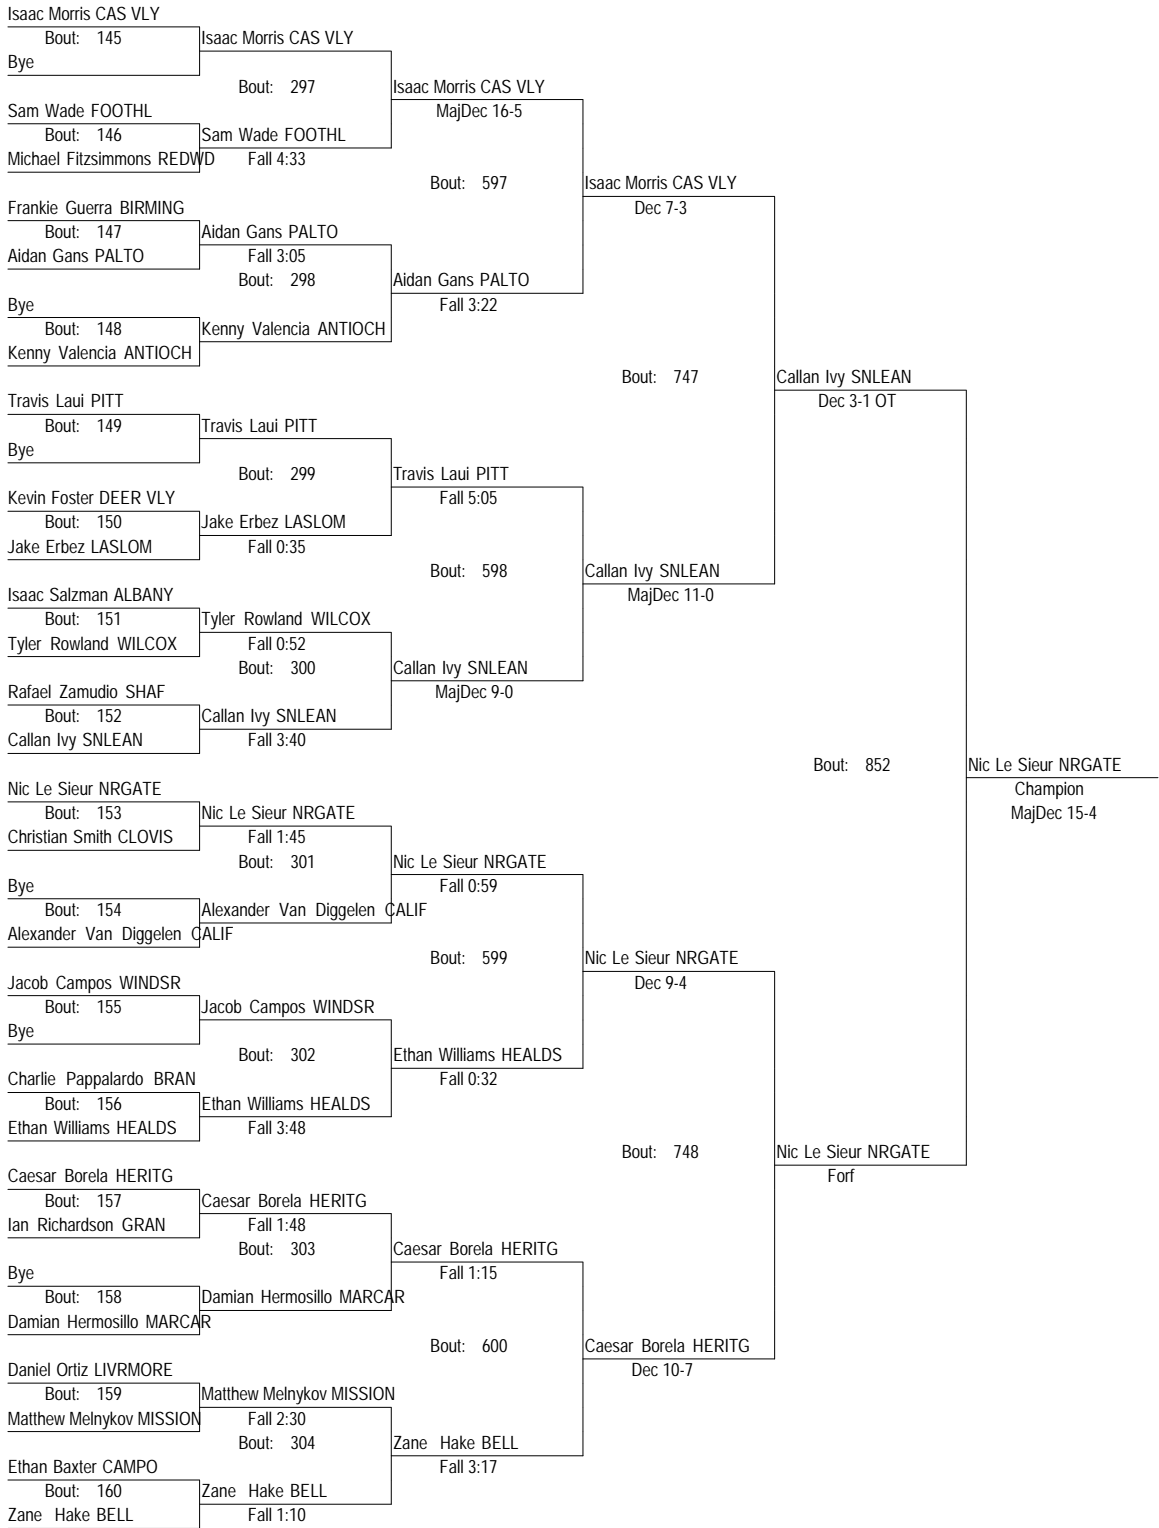 Isaac Morris CAS VLY
Bout: 145
Isaac Morris CAS VLY
Bye
Bout: 297
Isaac Morris CAS VLY
Sam Wade FOOTHL
MajDec 16-5
Bout: 146
Sam Wade FOOTHL
Michael Fitzsimmons REDWD
Fall 4:33
Bout: 597
Isaac Morris CAS VLY
Frankie Guerra BIRMING
Dec 7-3
Bout: 147
Aidan Gans PALTO
Aidan Gans PALTO
Fall 3:05
Bout: 298
Aidan Gans PALTO
Bye
Fall 3:22
Bout: 148
Kenny Valencia ANTIOCH
Kenny Valencia ANTIOCH
Bout: 747
Callan Ivy SNLEAN
Travis Laui PITT
Dec 3-1 OT
Bout: 149
Travis Laui PITT
Bye
Bout: 299
Travis Laui PITT
Kevin Foster DEER VLY
Fall 5:05
Bout: 150
Jake Erbez LASLOM
Jake Erbez LASLOM
Fall 0:35
Bout: 598
Callan Ivy SNLEAN
Isaac Salzman ALBANY
MajDec 11-0
Bout: 151
Tyler Rowland WILCOX
Tyler Rowland WILCOX
Fall 0:52
Bout: 300
Callan Ivy SNLEAN
Rafael Zamudio SHAF
MajDec 9-0
Bout: 152
Callan Ivy SNLEAN
Callan Ivy SNLEAN
Fall 3:40
Bout: 852
Nic Le Sieur NRGATE
Nic Le Sieur NRGATE
Champion
Bout: 153
Nic Le Sieur NRGATE
MajDec 15-4
Christian Smith CLOVIS
Fall 1:45
Bout: 301
Nic Le Sieur NRGATE
Bye
Fall 0:59
Bout: 154
Alexander Van Diggelen CALIF
Alexander Van Diggelen CALIF
Bout: 599
Nic Le Sieur NRGATE
Jacob Campos WINDSR
Dec 9-4
Bout: 155
Jacob Campos WINDSR
Bye
Bout: 302
Ethan Williams HEALDS
Charlie Pappalardo BRAN
Fall 0:32
Bout: 156
Ethan Williams HEALDS
Ethan Williams HEALDS
Fall 3:48
Bout: 748
Nic Le Sieur NRGATE
Caesar Borela HERITG
Forf
Bout: 157
Caesar Borela HERITG
Ian Richardson GRAN
Fall 1:48
Bout: 303
Caesar Borela HERITG
Bye
Fall 1:15
Bout: 158
Damian Hermosillo MARCAR
Damian Hermosillo MARCAR
Bout: 600
Caesar Borela HERITG
Daniel Ortiz LIVRMORE
Dec 10-7
Bout: 159
Matthew Melnykov MISSION
Matthew Melnykov MISSION
Fall 2:30
Bout: 304
Zane Hake BELL
Ethan Baxter CAMPO
Fall 3:17
Bout: 160
Zane Hake BELL
Zane Hake BELL
Fall 1:10